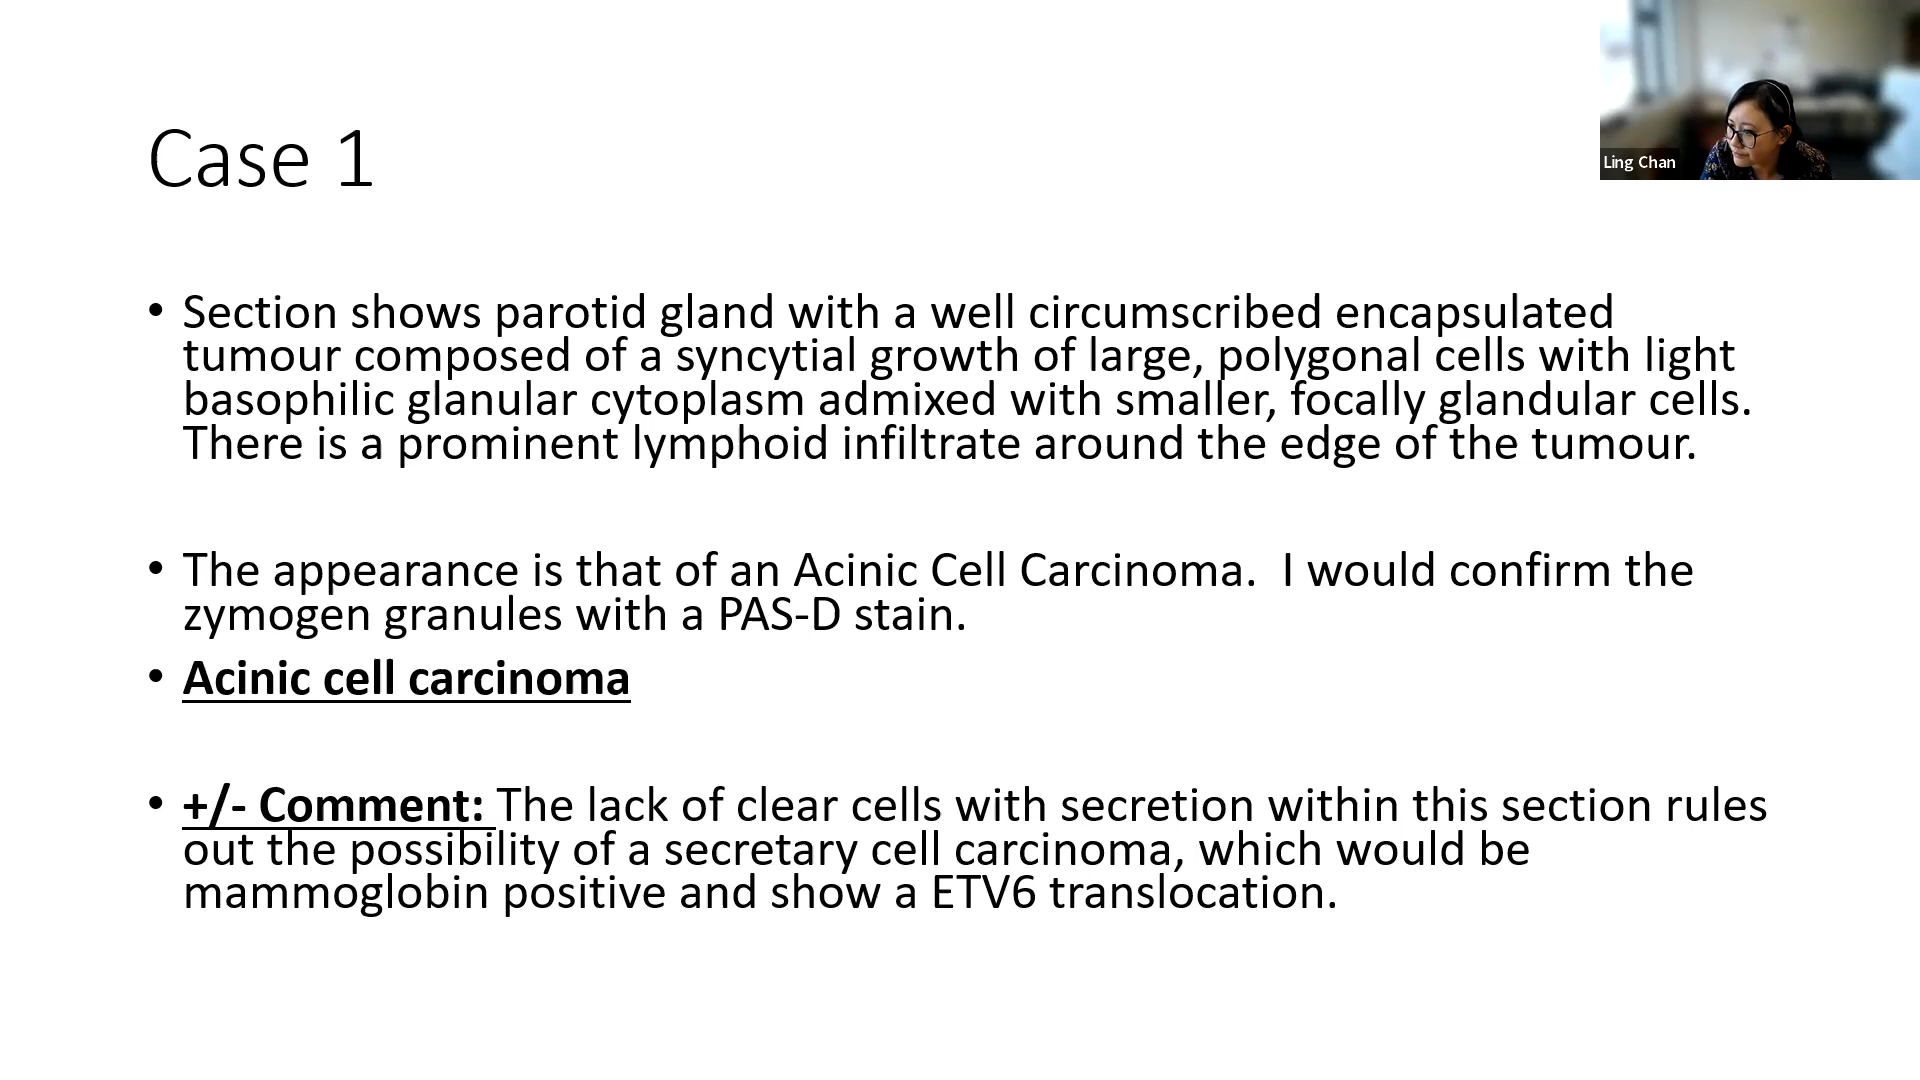 Case 1
Ling Chan
• Section shows parotid gland with a well circumscribed encapsulated
tumour composed of a syncytial growth of large, polygonal cells with light
basophilic glanular cytoplasm admixed with smaller, focally glandular cells.
There is a prominent lymphoid infiltrate around the edge of the tumour.
• The appearance is that of an Acinic Cell Carcinoma.  I would confirm the
zymogen granules with a PAS-D stain.
• Acinic cell carcinoma
• +/- Comment: The lack of clear cells with secretion within this section rules
out the possibility of a secretary cell carcinoma, which would be
mammoglobin positive and show a ETV6 translocation.